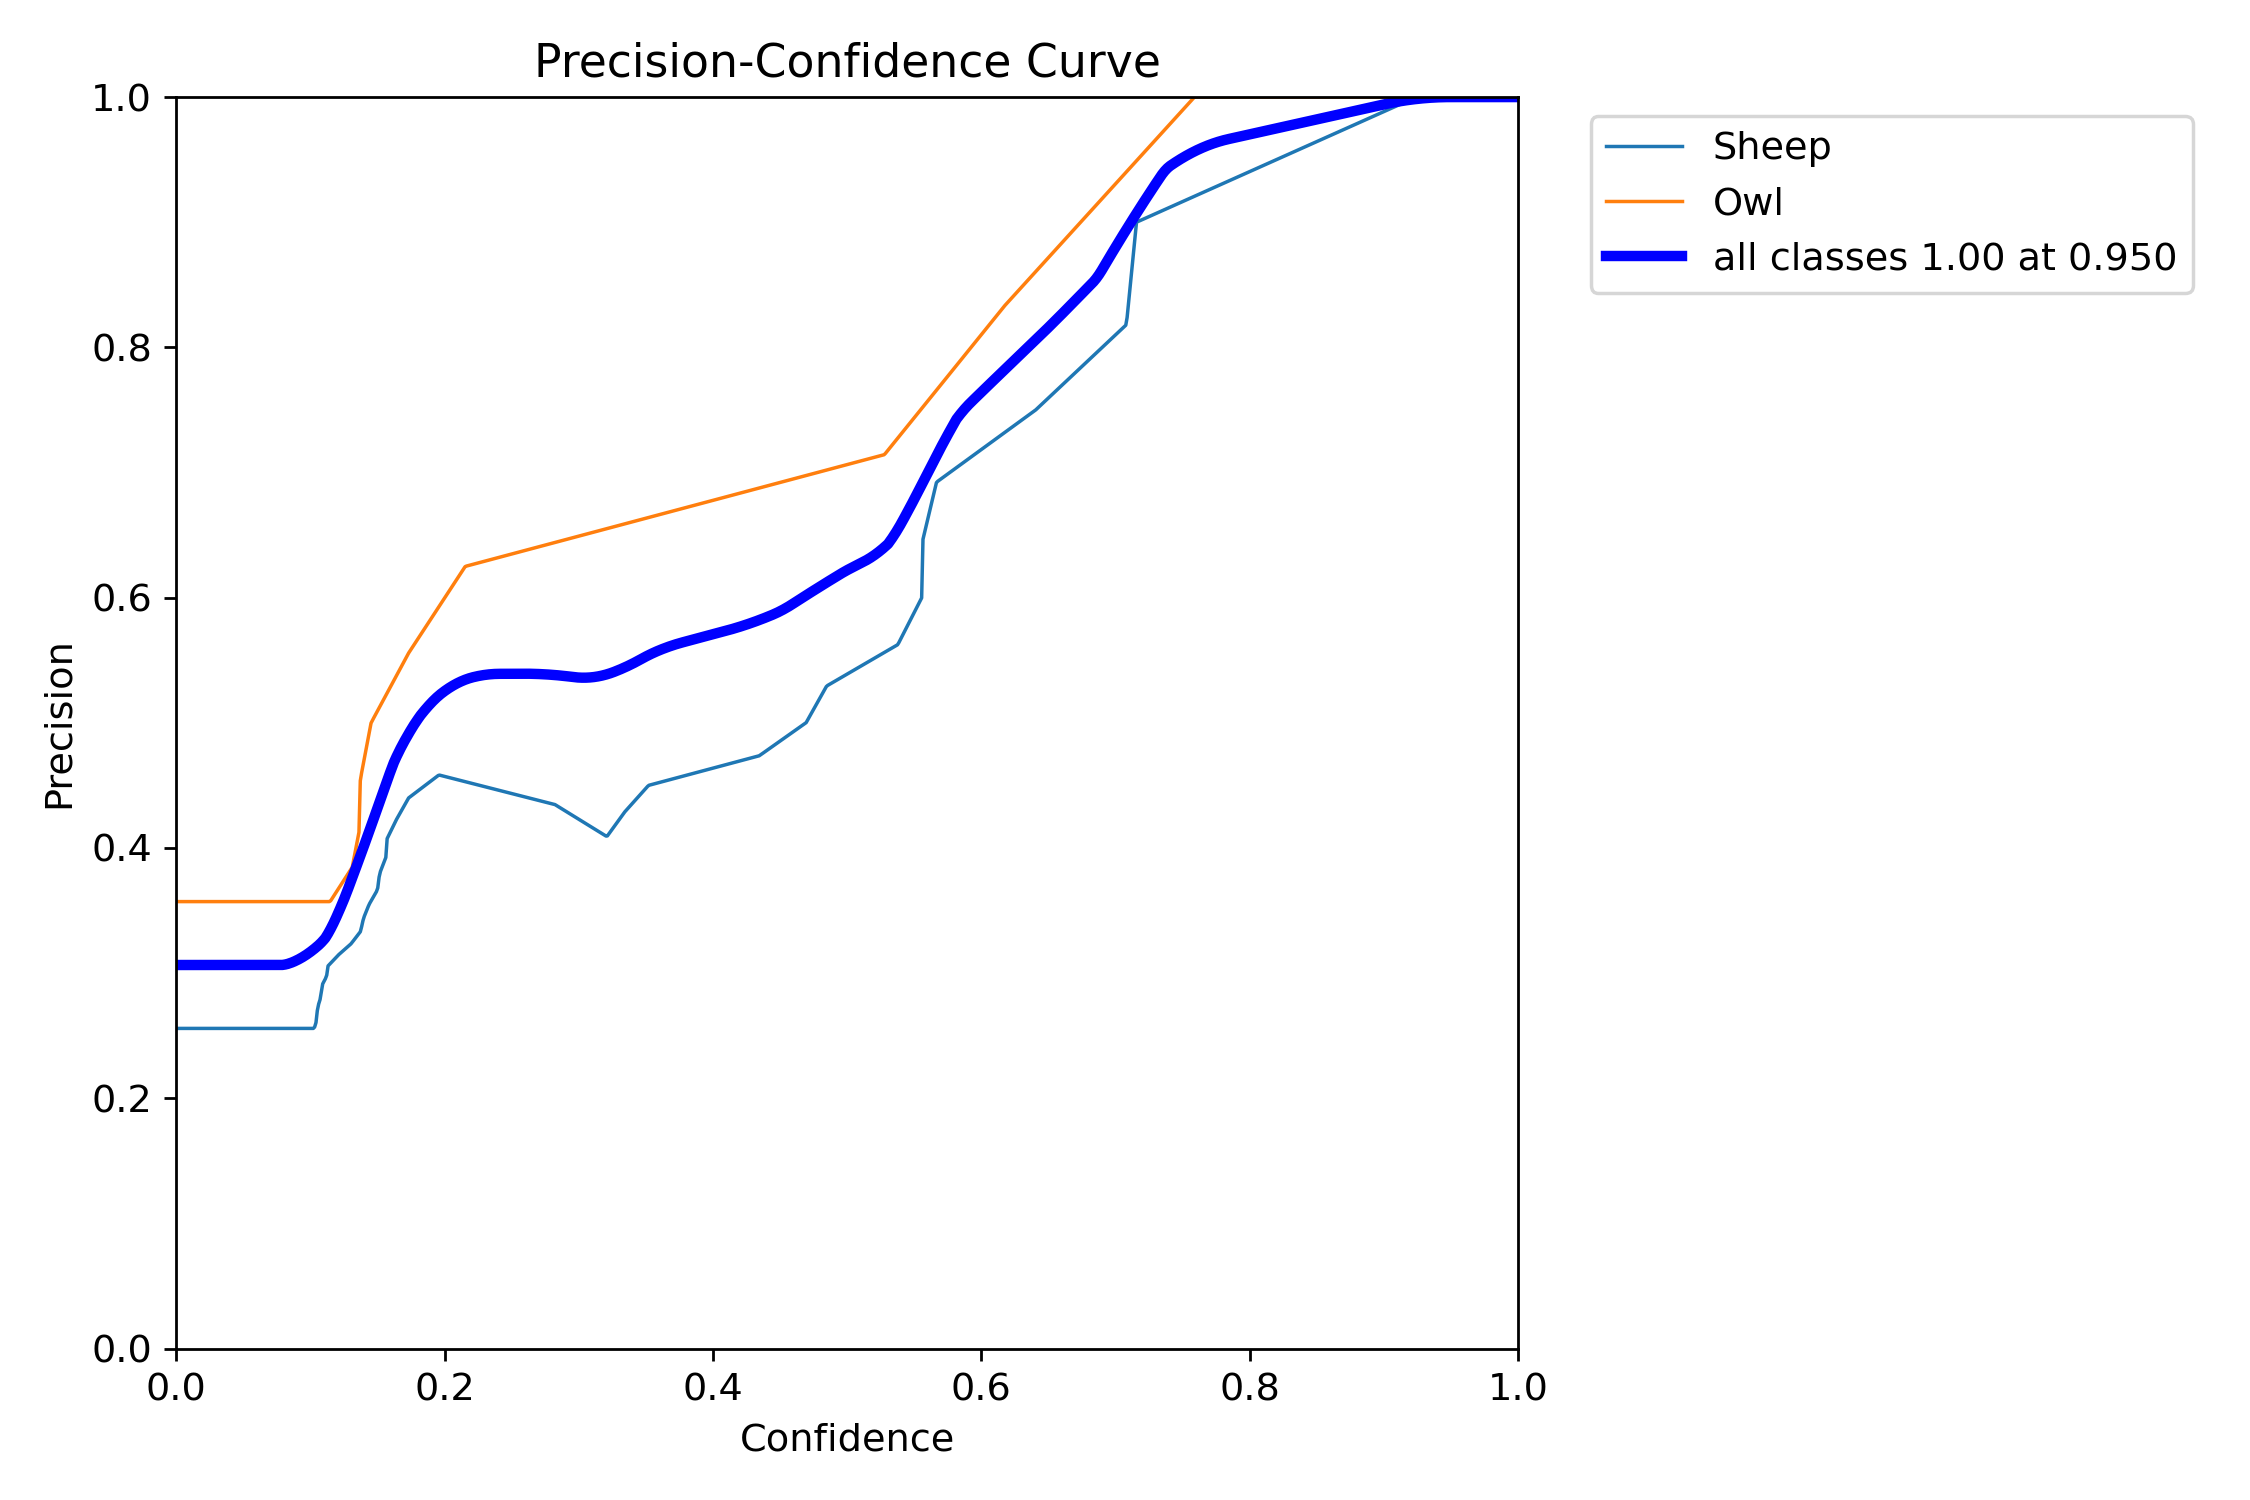 Precision-Confidence Curve
1.0
0.8
0.6
0.4
0.2
0.0
Precision
0.0 0.2 0.4 0.6 0.8 1.0
Confidence
Sheep
Owl
all classes 1.00 at 0.950